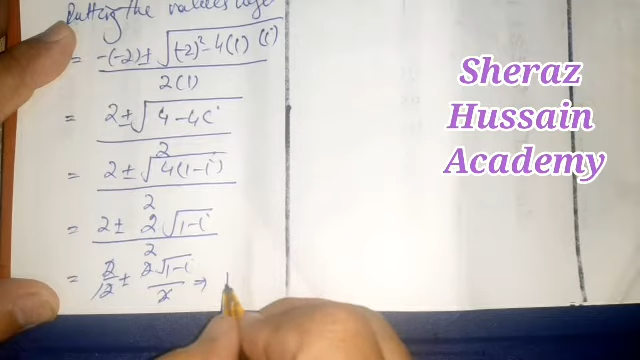 Putting the values
= -(-2) ± √(-2)² - 4(1) (i)
2(1)
= 2 ± √4 - 4i
2
= 2 ± √4(1-i)
2
= 2 ± 2√1-i
2
= 2/2 ± 2√1-i/2 ⇒
Sheraz
Hussain
Academy